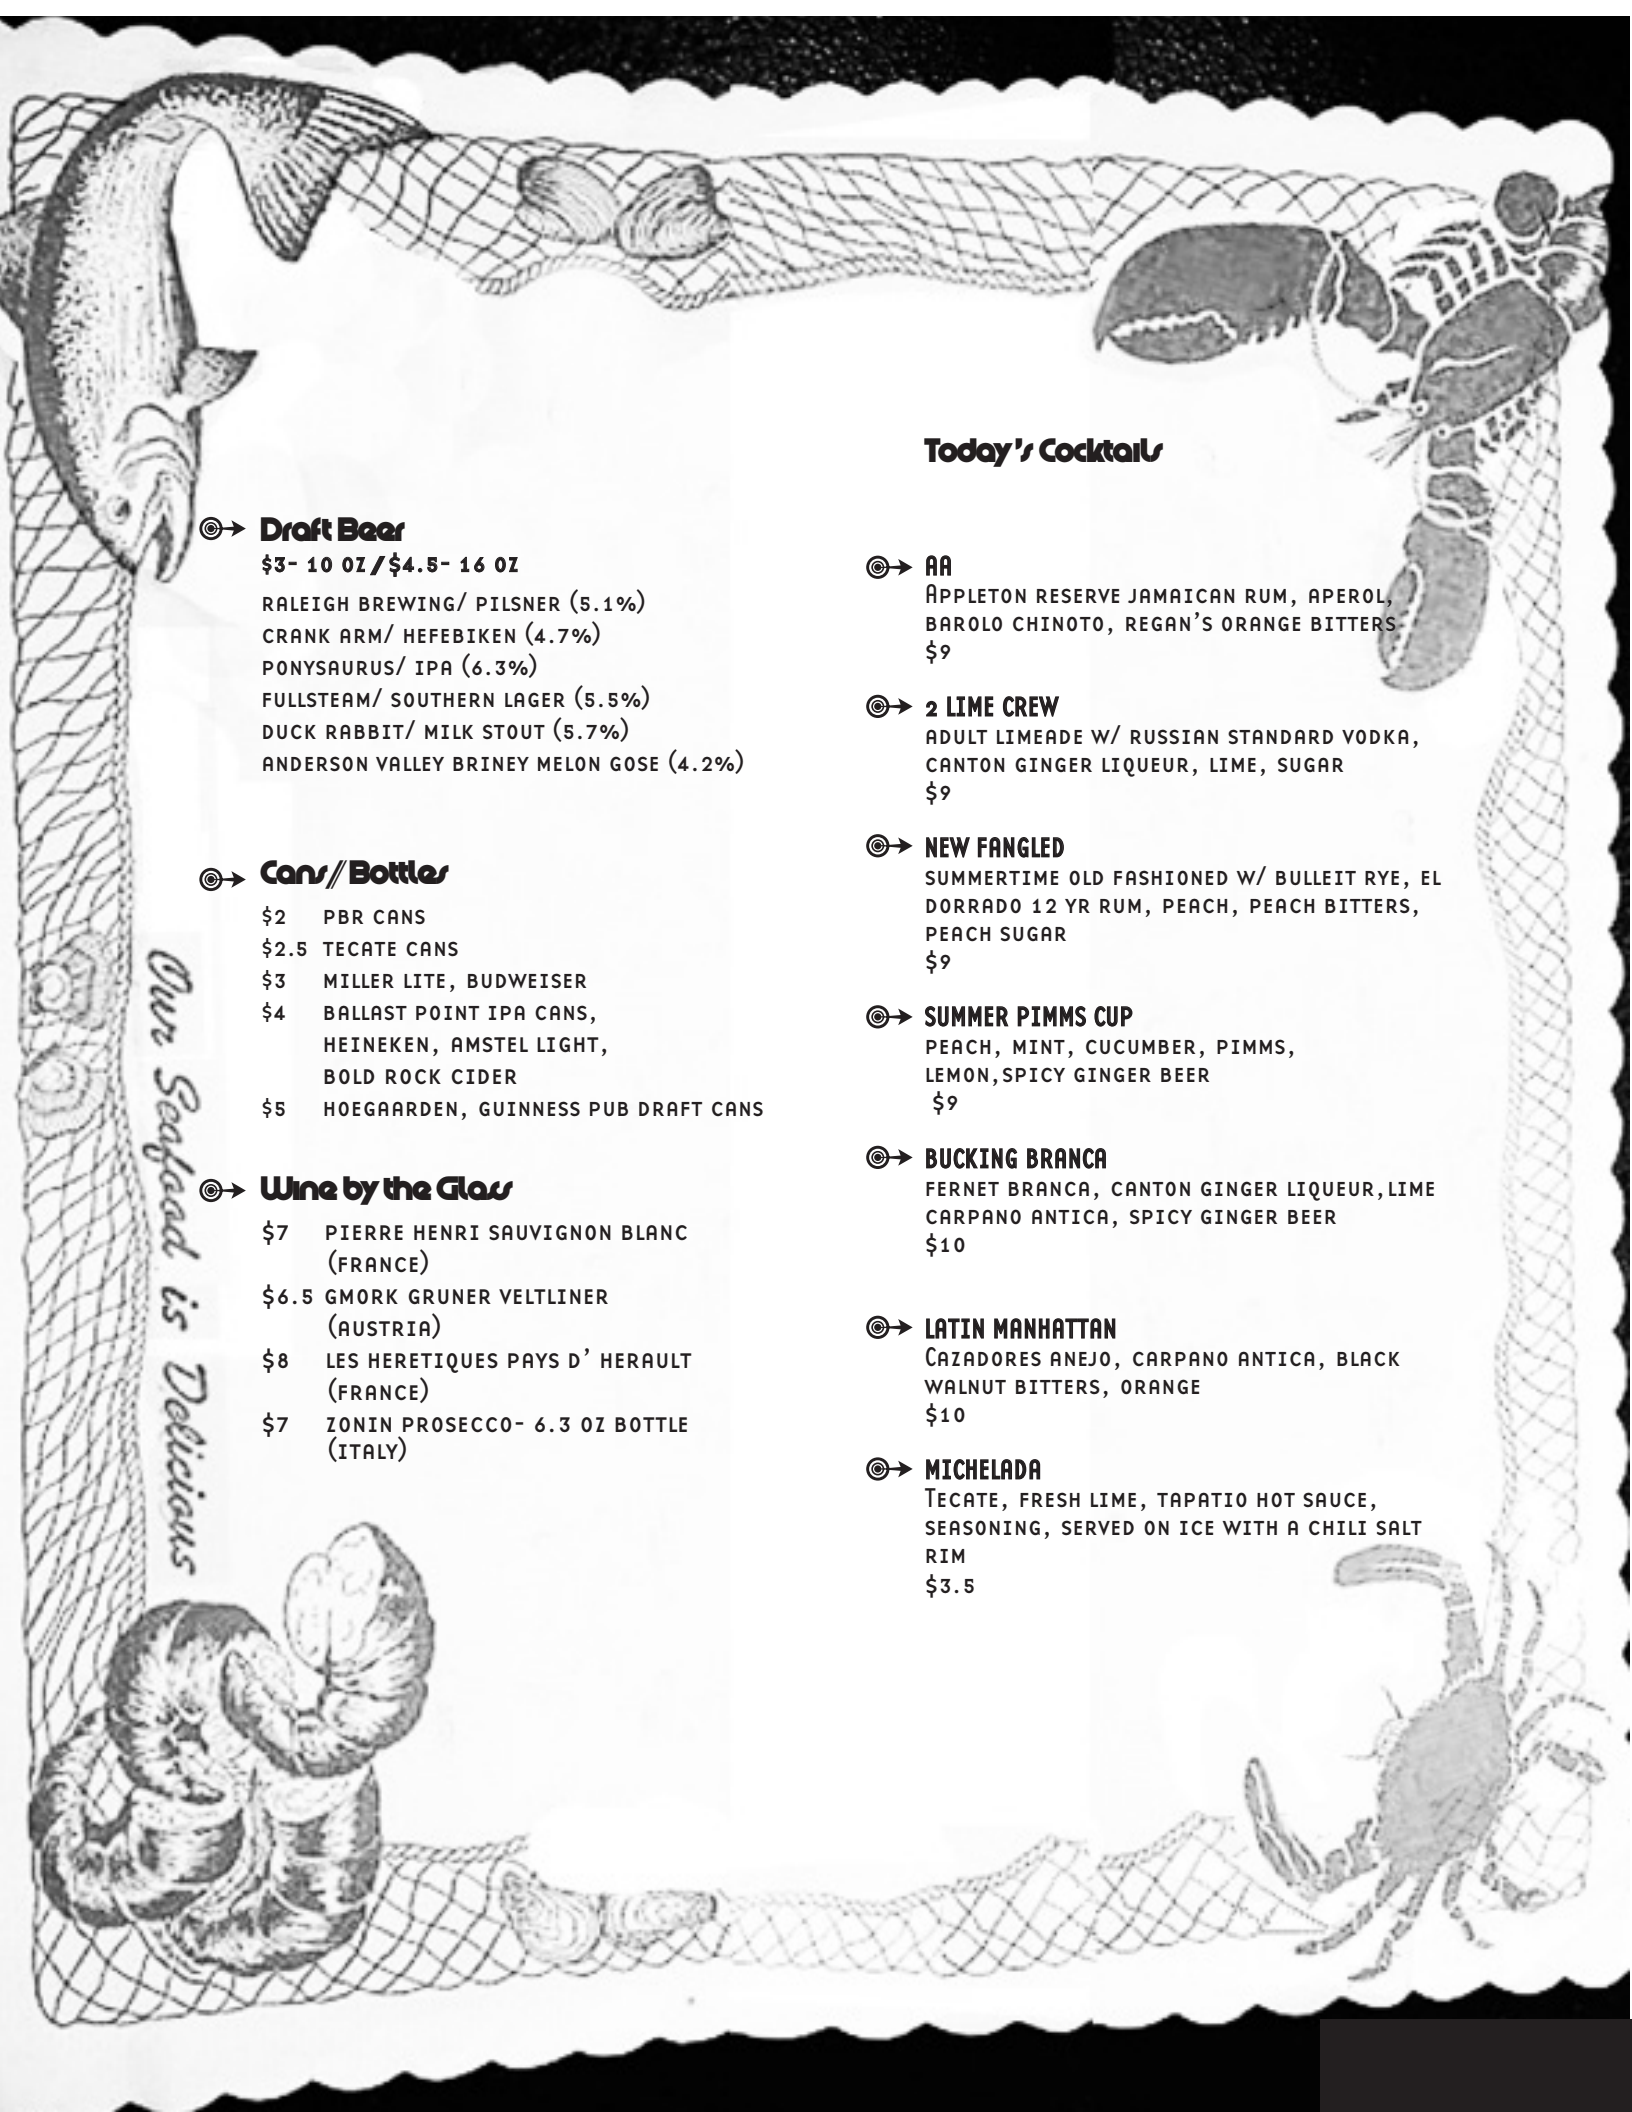 Draft Beer
$3- 10 OZ/$4.5- 16 OZ
RALEIGH BREWING/ PILSNER (5.1%)
CRANK ARM/ HEFEBIKEN (4.7%)
PONYSAURUS/ IPA (6.3%)
FULLSTEAM/ SOUTHERN LAGER (5.5%)
DUCK RABBIT/ MILK STOUT (5.7%)
ANDERSON VALLEY BRINEY MELON GOSE (4.2%)
Cans//Bottles
$2 PBR CANS
$2.5 TECATE CANS
$3 MILLER LITE, BUDWEISER
$4 BALLAST POINT IPA CANS,
HEINEKEN, AMSTEL LIGHT,
BOLD ROCK CIDER
$5 HOEGAARDEN, GUINNESS PUB DRAFT CANS
Wine by the Glass
$7 PIERRE HENRI SAUVIGNON BLANC
(FRANCE)
$6.5 GMORK GRUNER VELTLINER
(AUSTRIA)
$8 LES HERETIQUES PAYS D' HERAULT
(FRANCE)
$7 ZONIN PROSECCO- 6.3 OZ BOTTLE
(ITALY)
Our Seafood is Delicious
Today's Cocktails
AA
APPLETON RESERVE JAMAICAN RUM, APEROL,
BAROLO CHINOTO, REGAN'S ORANGE BITTERS
$9
2 LIME CREW
ADULT LIMEADE W/ RUSSIAN STANDARD VODKA,
CANTON GINGER LIQUEUR, LIME, SUGAR
$9
NEW FANGLED
SUMMERTIME OLD FASHIONED W/ BULLEIT RYE, EL
DORRADO 12 YR RUM, PEACH, PEACH BITTERS,
PEACH SUGAR
$9
SUMMER PIMMS CUP
PEACH, MINT, CUCUMBER, PIMMS,
LEMON,SPICY GINGER BEER
$9
BUCKING BRANCA
FERNET BRANCA, CANTON GINGER LIQUEUR,LIME
CARPANO ANTICA, SPICY GINGER BEER
$10
LATIN MANHATTAN
CAZADORES ANEJO, CARPANO ANTICA, BLACK
WALNUT BITTERS, ORANGE
$10
MICHELADA
TECATE, FRESH LIME, TAPATIO HOT SAUCE,
SEASONING, SERVED ON ICE WITH A CHILI SALT
RIM
$3.5